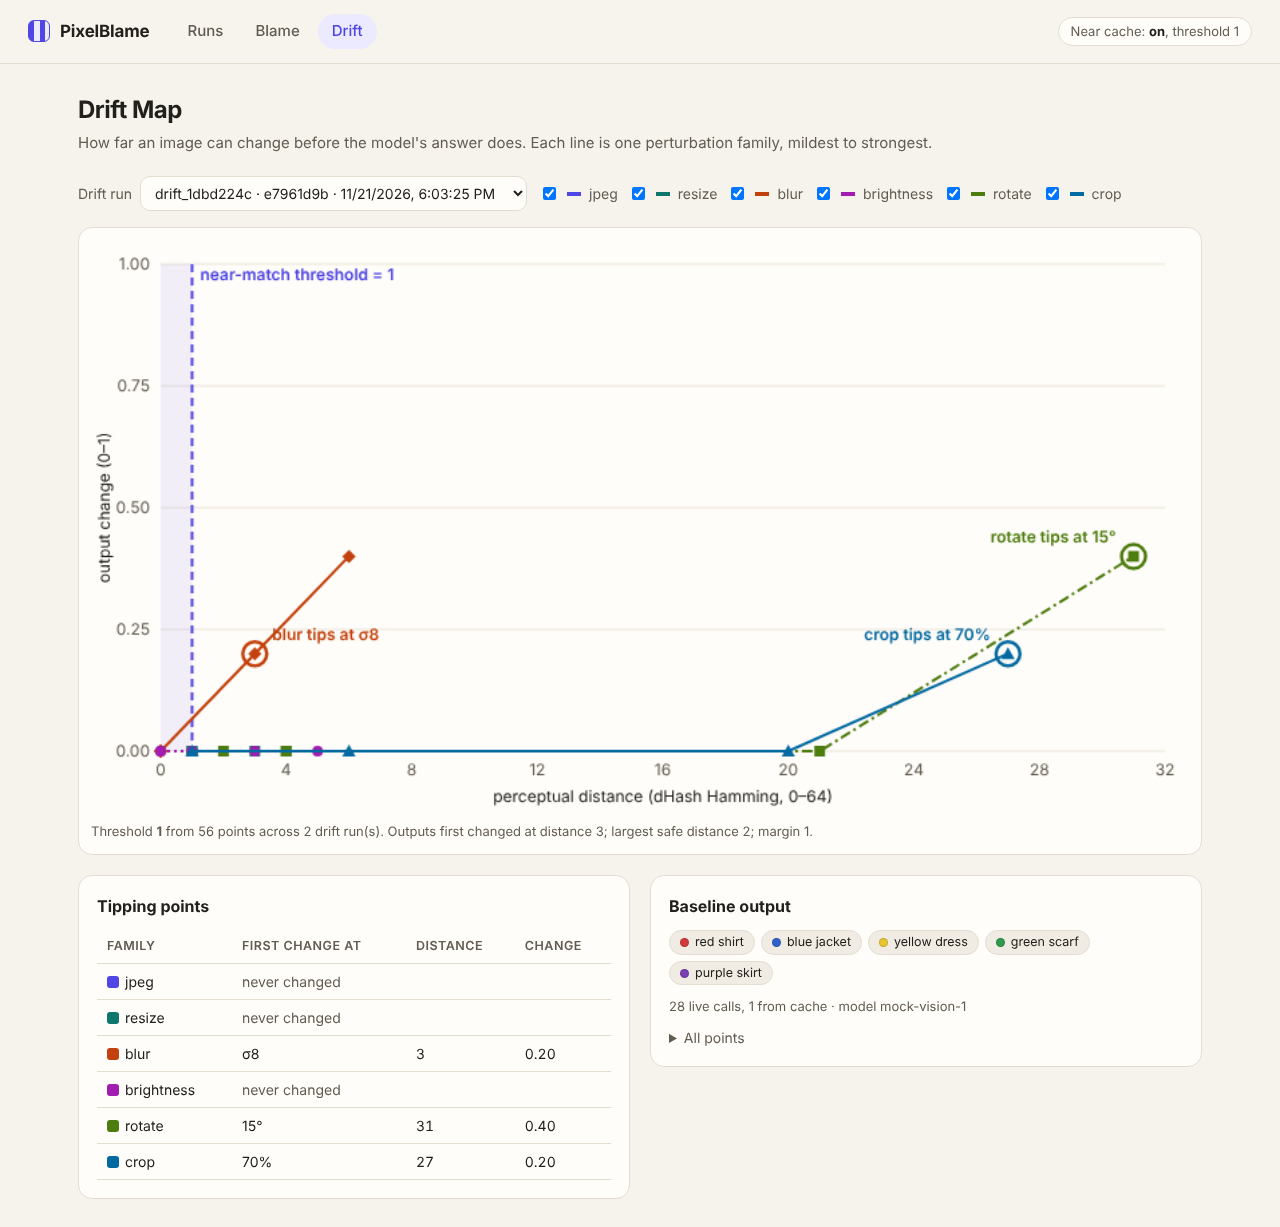 PixelBlame Runs Blame Drift Near cache: on, threshold 1
Drift Map
How far an image can change before the model's answer does. Each line is one perturbation family, mildest to strongest.
Drift run drift_1dbd224c · e7961d9b · 11/21/2026, 6:03:25 PM jpeg resize blur brightness rotate crop
near-match threshold = 1
1.00
0.75
0.50
0.25
0.00
output change (0–1)
rotate tips at 15°
blur tips at σ8
crop tips at 70%
0 4 8 12 16 20 24 28 32
perceptual distance (dHash Hamming, 0–64)
Threshold 1 from 56 points across 2 drift run(s). Outputs first changed at distance 3; largest safe distance 2; margin 1.
Tipping points
FAMILY FIRST CHANGE AT DISTANCE CHANGE
jpeg never changed
resize never changed
blur σ8 3 0.20
brightness never changed
rotate 15° 31 0.40
crop 70% 27 0.20
Baseline output
red shirt blue jacket yellow dress green scarf
purple skirt
28 live calls, 1 from cache · model mock-vision-1
All points